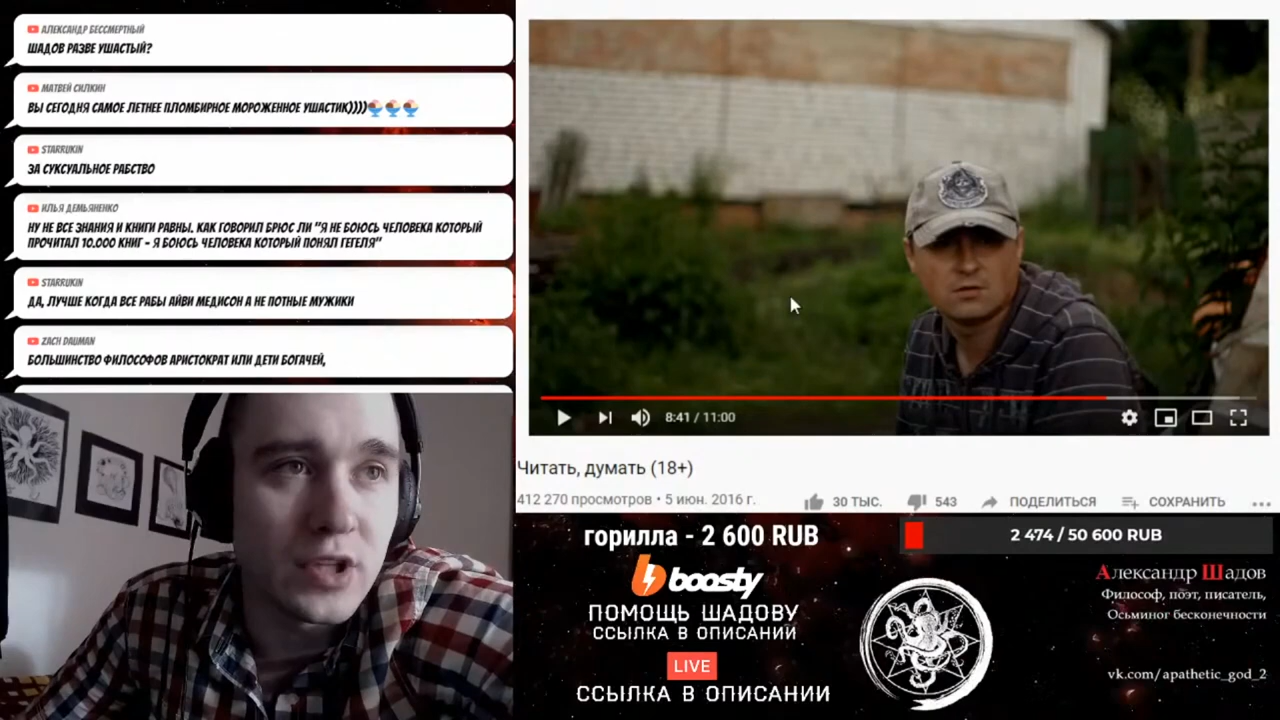 АЛЕКСАНДР БЕССМЕРТНЫЙ
ШАДОВ РАЗВЕ УШАСТЫЙ?
МАТВЕЙ СИЛКИН
ВЫ СЕГОДНЯ САМОЕ ЛЕТНЕЕ ПЛОМБИРНОЕ МОРОЖЕННОЕ УШАСТИК))))🍨🍨🍨
STARRUKIN
ЗА СУКСУАЛЬНОЕ РАБСТВО
ИЛЬЯ ДЕМЬЯНЕНКО
НУ НЕ ВСЕ ЗНАНИЯ И КНИГИ РАВНЫ. КАК ГОВОРИЛ БРЮС ЛИ "Я НЕ БОЮСЬ ЧЕЛОВЕКА КОТОРЫЙ
ПРОЧИТАЛ 10.000 КНИГ - Я БОЮСЬ ЧЕЛОВЕКА КОТОРЫЙ ПОНЯЛ ГЕГЕЛЯ"
STARRUKIN
ДА, ЛУЧШЕ КОГДА ВСЕ РАБЫ АЙВИ МЕДИСОН А НЕ ПОТНЫЕ МУЖИКИ
ZACH DAUMAN
БОЛЬШИНСТВО ФИЛОСОФОВ АРИСТОКРАТ ИЛИ ДЕТИ БОГАЧЕЙ,
8:41 / 11:00
Читать, думать (18+)
412 270 просмотров • 5 июн. 2016 г.
30 ТЫС.
543
ПОДЕЛИТЬСЯ
СОХРАНИТЬ
горилла - 2 600 RUB
boosty
ПОМОЩЬ ШАДОВУ
ССЫЛКА В ОПИСАНИИ
LIVE
ССЫЛКА В ОПИСАНИИ
2 474 / 50 600 RUB
Александр Шадов
Философ, поэт, писатель,
Осьминог бесконечности
vk.com/apathetic_god_2